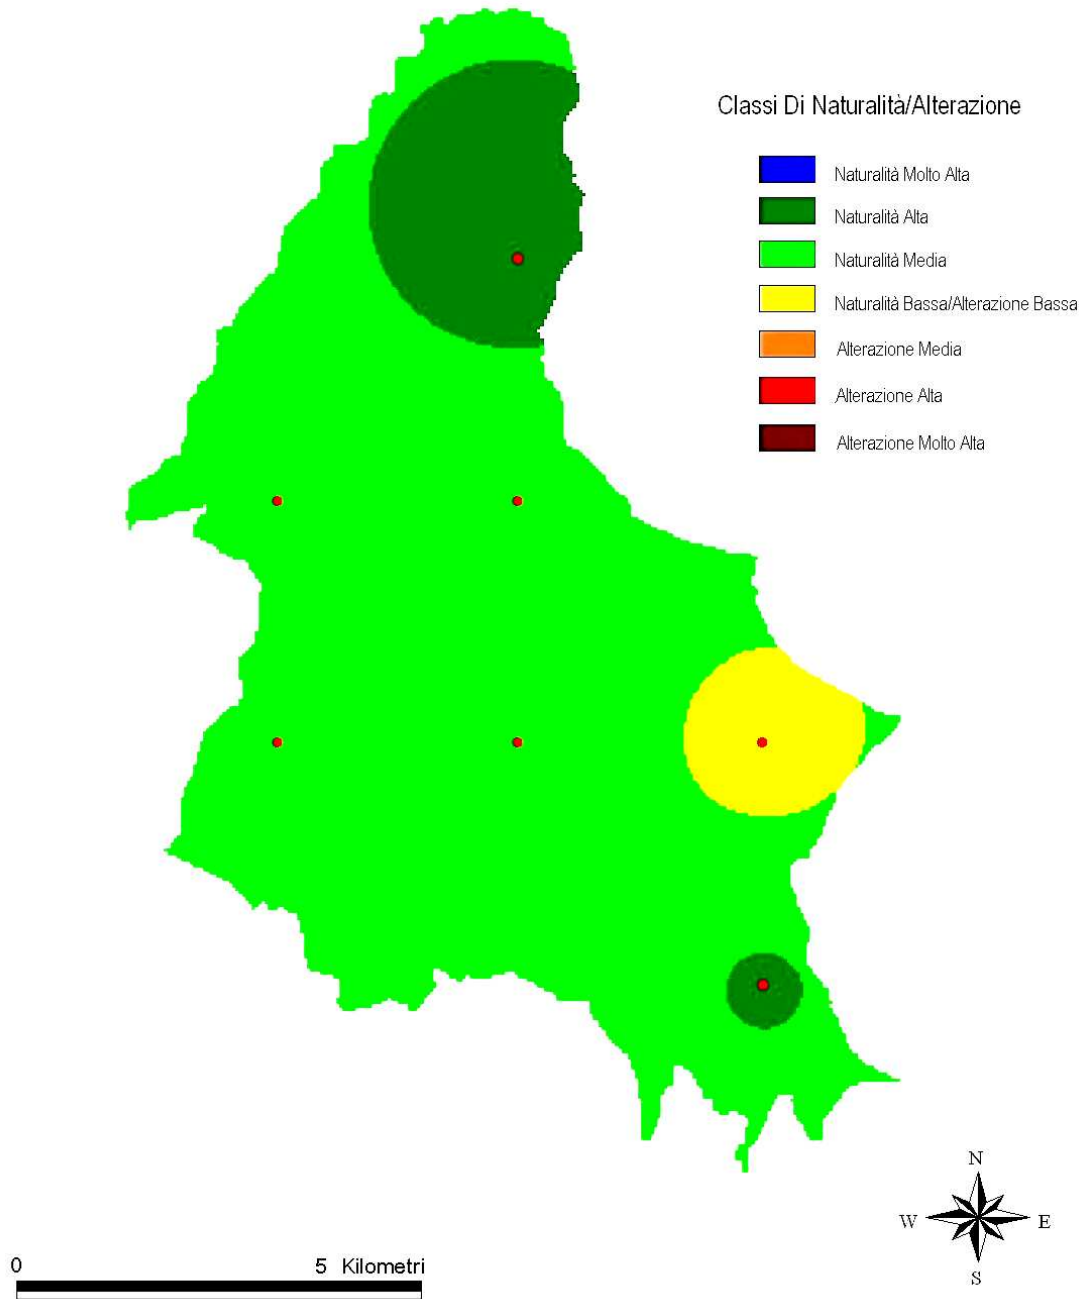 Classi Di Naturalità/Alterazione
Naturalità Molto Alta
Naturalità Alta
Naturalità Media
Naturalità Bassa/Alterazione Bassa
Alterazione Media
Alterazione Alta
Alterazione Molto Alta
N
W E
S
0 5 Kilometri